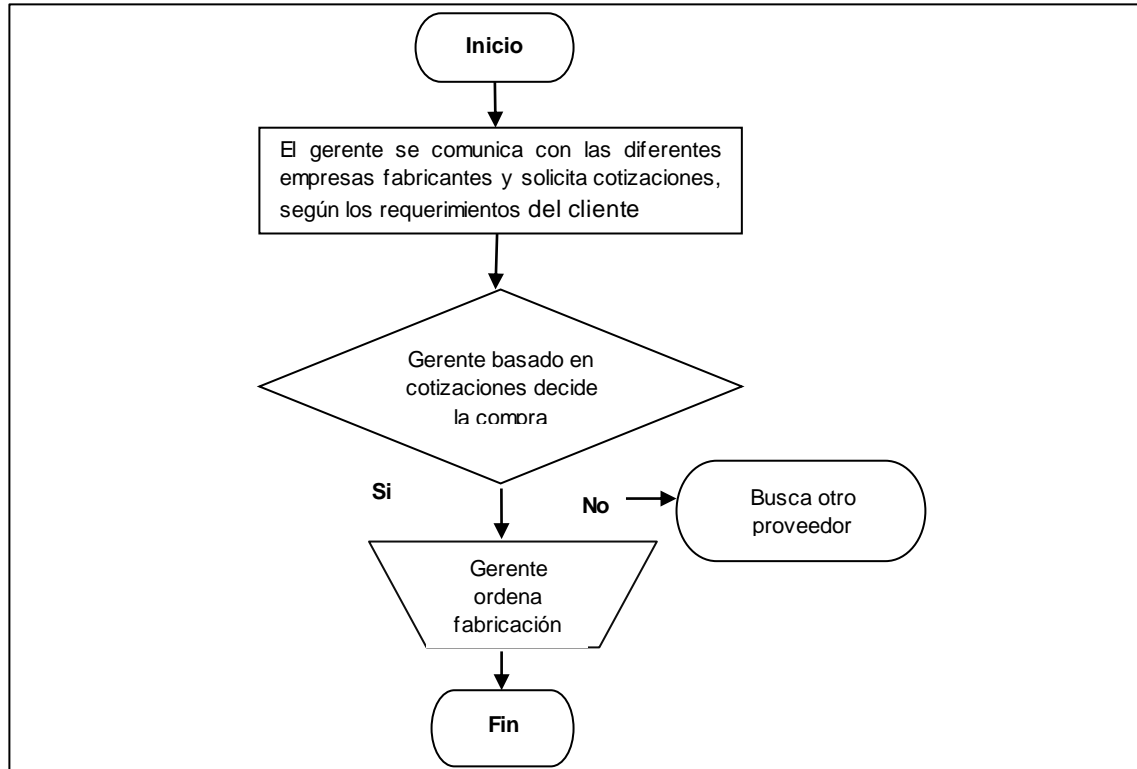 Inicio
El gerente se comunica con las diferentes
empresas fabricantes y solicita cotizaciones,
según los requerimientos del cliente
Gerente basado en
cotizaciones decide
la compra
Si
No
Busca otro
proveedor
Gerente
ordena
fabricación
Fin